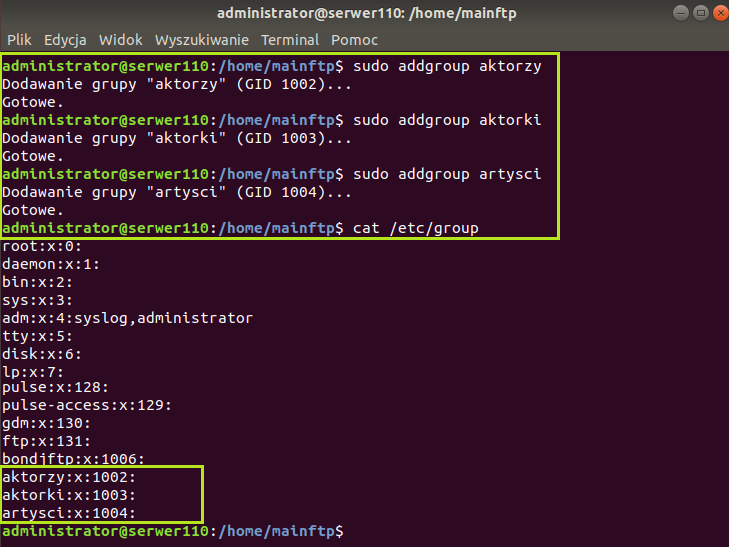 administrator@serwer110: /home/mainftp
Plik Edycja Widok Wyszukiwanie Terminal Pomoc
administrator@serwer110:/home/mainftp$ sudo addgroup aktorzy
Dodawanie grupy "aktorzy" (GID 1002)...
Gotowe.
administrator@serwer110:/home/mainftp$ sudo addgroup aktorki
Dodawanie grupy "aktorki" (GID 1003)...
Gotowe.
administrator@serwer110:/home/mainftp$ sudo addgroup artysci
Dodawanie grupy "artysci" (GID 1004)...
Gotowe.
administrator@serwer110:/home/mainftp$ cat /etc/group
root:x:0:
daemon:x:1:
bin:x:2:
sys:x:3:
adm:x:4:syslog,administrator
tty:x:5:
disk:x:6:
lp:x:7:
pulse:x:128:
pulse-access:x:129:
gdm:x:130:
ftp:x:131:
bondjftp:x:1006:
aktorzy:x:1002:
aktorki:x:1003:
artysci:x:1004:
administrator@serwer110:/home/mainftp$